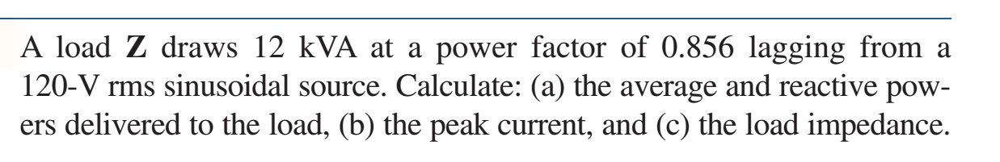 A load Z draws 12 kVA at a power factor of 0.856 lagging from a
120-V rms sinusoidal source. Calculate: (a) the average and reactive pow-
ers delivered to the load, (b) the peak current, and (c) the load impedance.